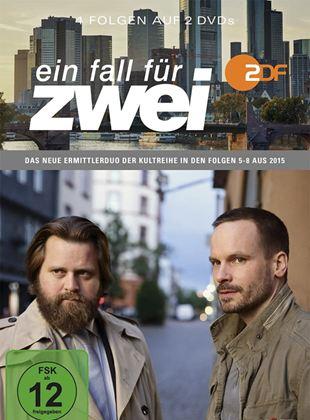 4 FOLGEN AUF 2 DVDs
ein fall für
zwei
2DF
DAS NEUE ERMITTLERDUO DER KULTREIHE IN DEN FOLGEN 5-8 AUS 2015
FSK
ab
12
freigegeben